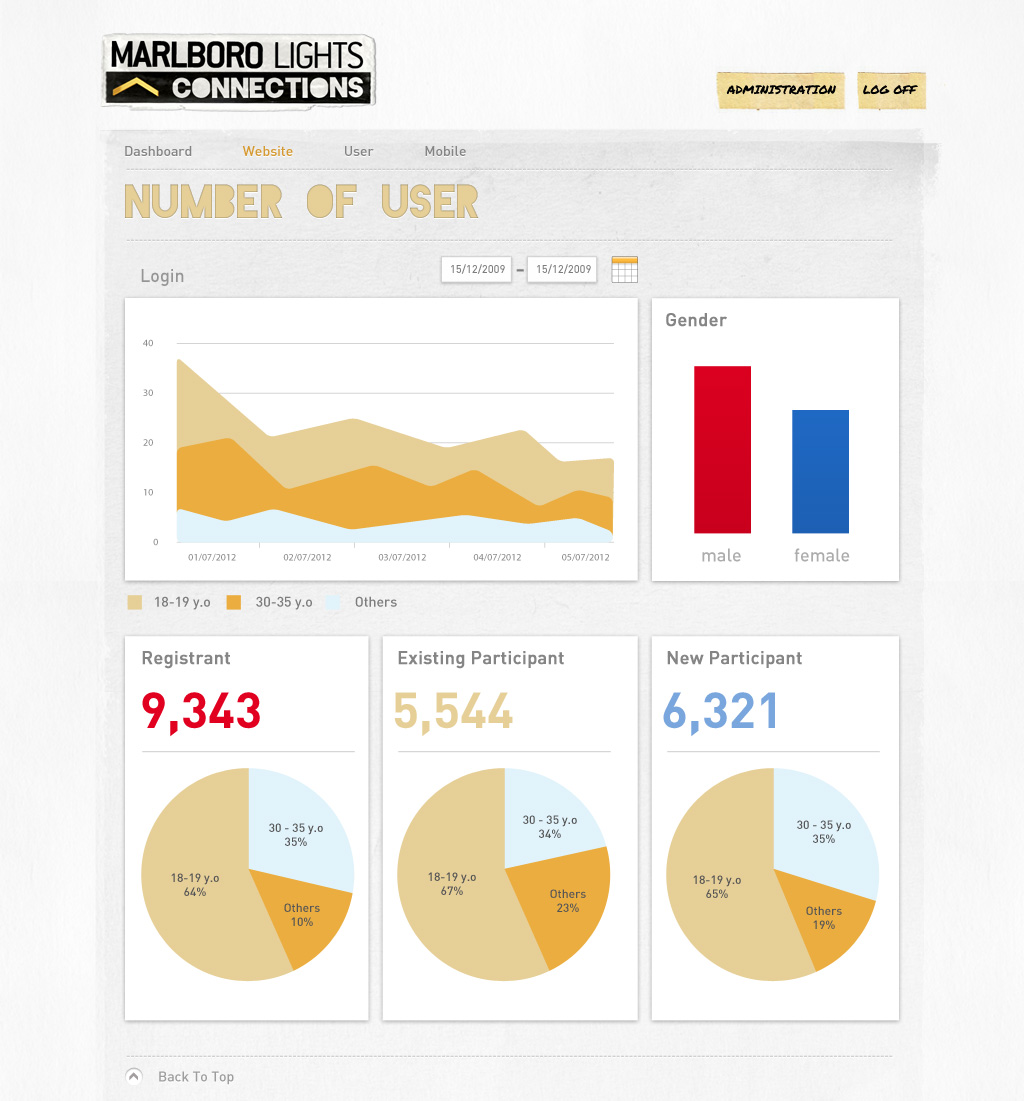 MARLBORO LIGHTS
CONNECTIONS
ADMINISTRATION
LOG OFF
Dashboard
Website
User
Mobile
NUMBER OF USER
Login
15/12/2009 - 15/12/2009
40
30
20
10
0
01/07/2012
02/07/2012
03/07/2012
04/07/2012
05/07/2012
Gender
male
female
18-19 y.o
30-35 y.o
Others
Registrant
9,343
30 - 35 y.o
35%
18-19 y.o
64%
Others
10%
Existing Participant
5,544
30 - 35 y.o
34%
18-19 y.o
67%
Others
23%
New Participant
6,321
30 - 35 y.o
35%
18-19 y.o
65%
Others
19%
Back To Top